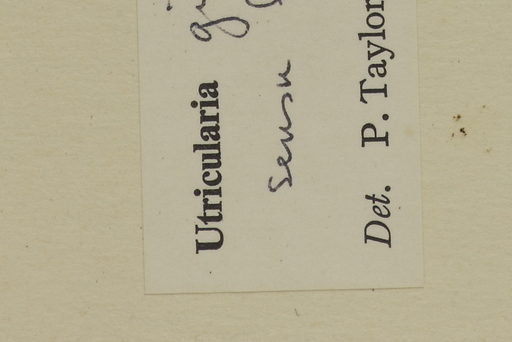 Utricularia
sensu
Det. P. Taylor